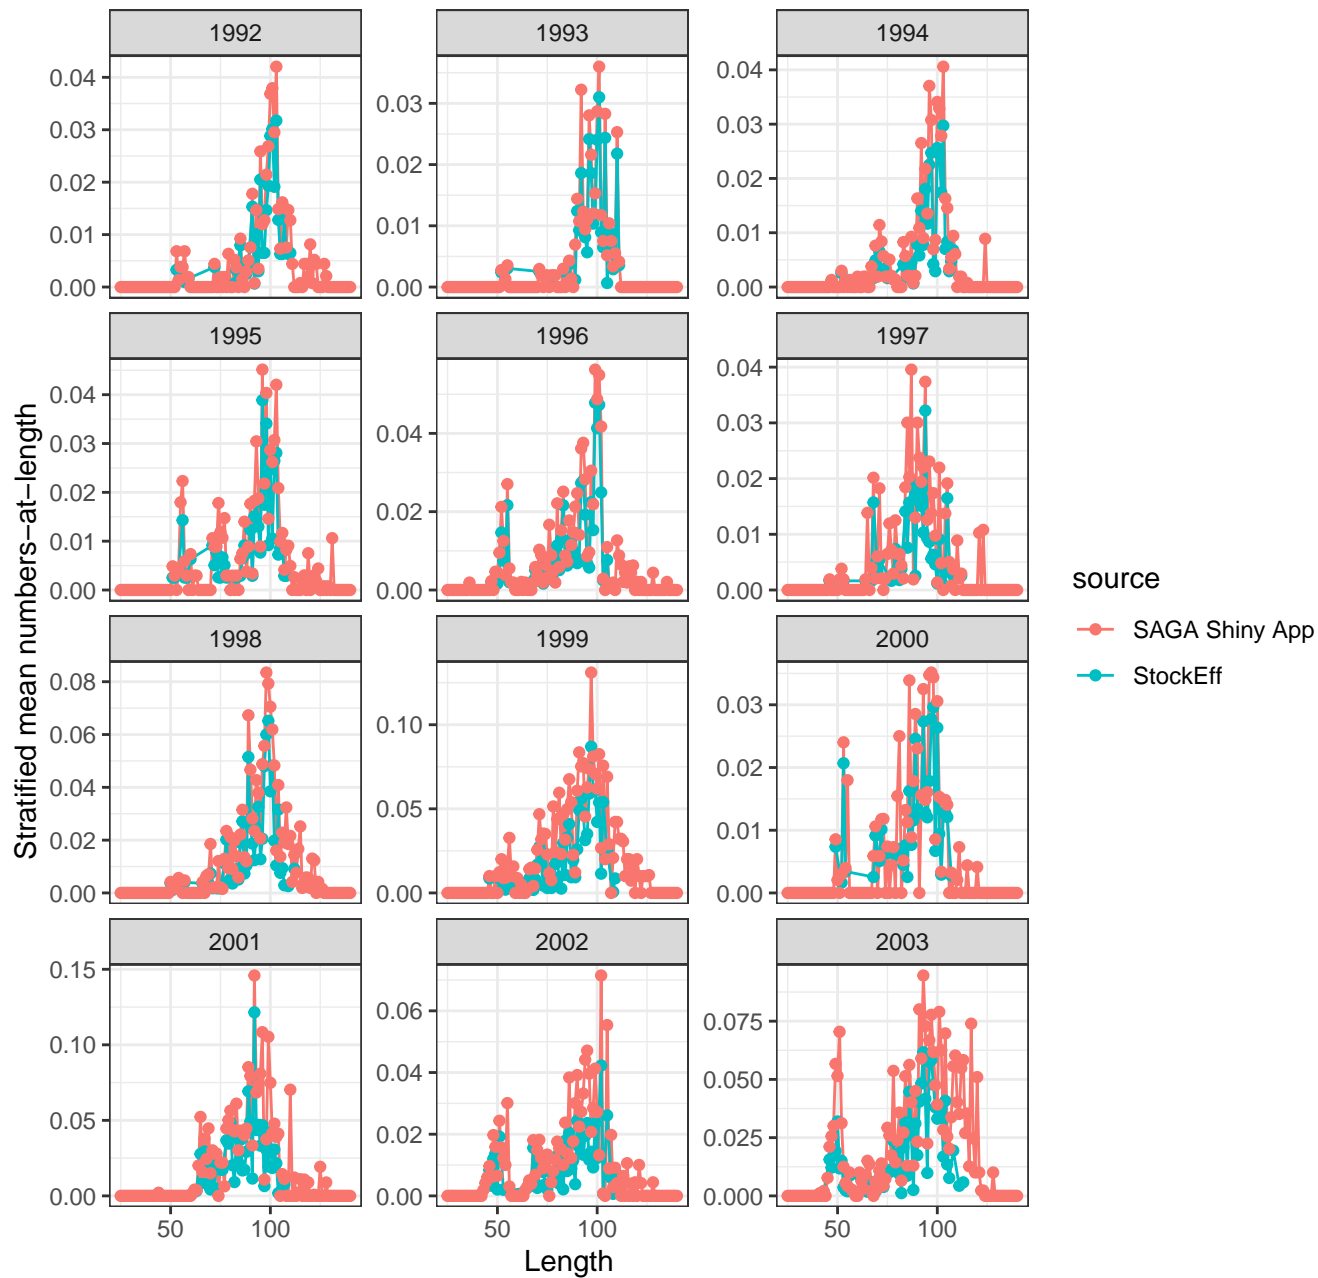 1992 1993 1994
0.04 0.03 0.02 0.01 0.00
0.03 0.02 0.01 0.00
0.04 0.03 0.02 0.01 0.00
1995 1996 1997
0.04 0.03 0.02 0.01 0.00
0.04 0.02 0.00
0.04 0.03 0.02 0.01 0.00
1998 1999 2000
0.08 0.06 0.04 0.02 0.00
0.10 0.05 0.00
0.03 0.02 0.01 0.00
2001 2002 2003
0.15 0.10 0.05 0.00
0.06 0.04 0.02 0.00
0.075 0.050 0.025 0.000
50 100 50 100 50 100
Length
Stratified mean numbers−at−length
source
SAGA Shiny App
StockEff